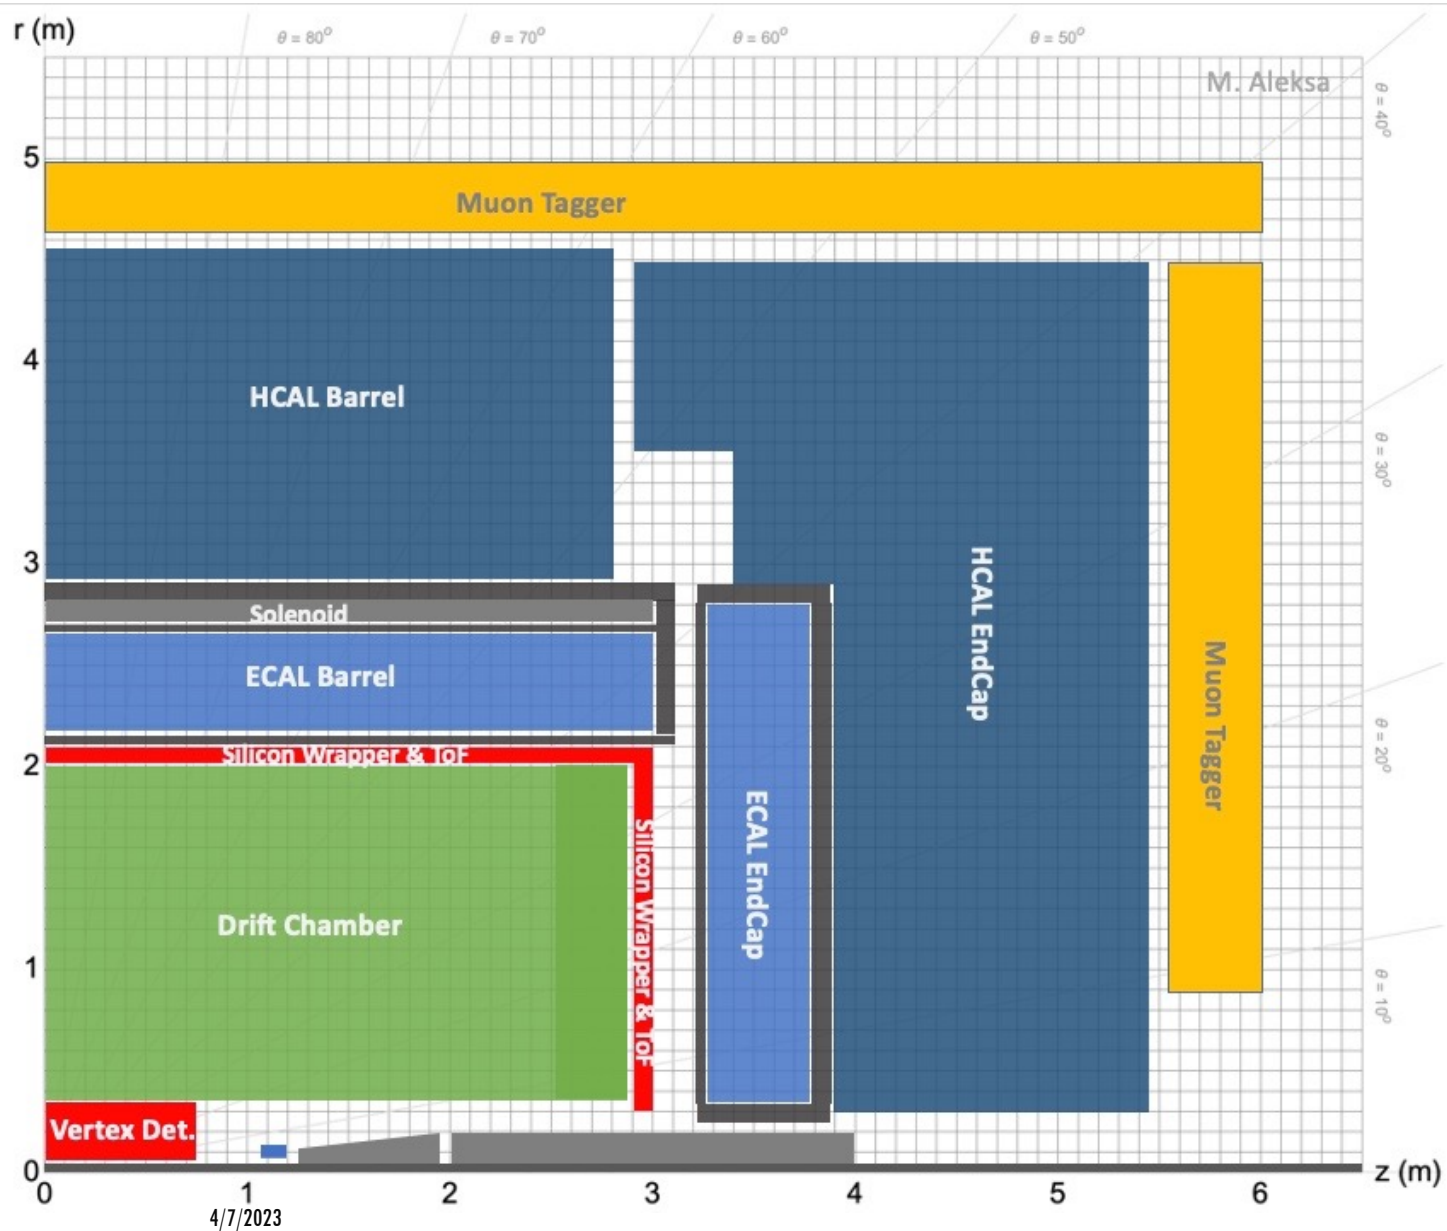 r (m)
θ = 80°
θ = 70°
θ = 60°
θ = 50°
M. Aleksa
θ = 40°
5
Muon Tagger
4
HCAL Barrel
θ = 30°
3
HCAL EndCap
Solenoid
ECAL Barrel
Muon Tagger
Silicon Wrapper & ToF
2
θ = 20°
Silicon Wrapper & ToF
ECAL EndCap
Drift Chamber
1
θ = 10°
Vertex Det.
0
z (m)
0 1 2 3 4 5 6
4/7/2023